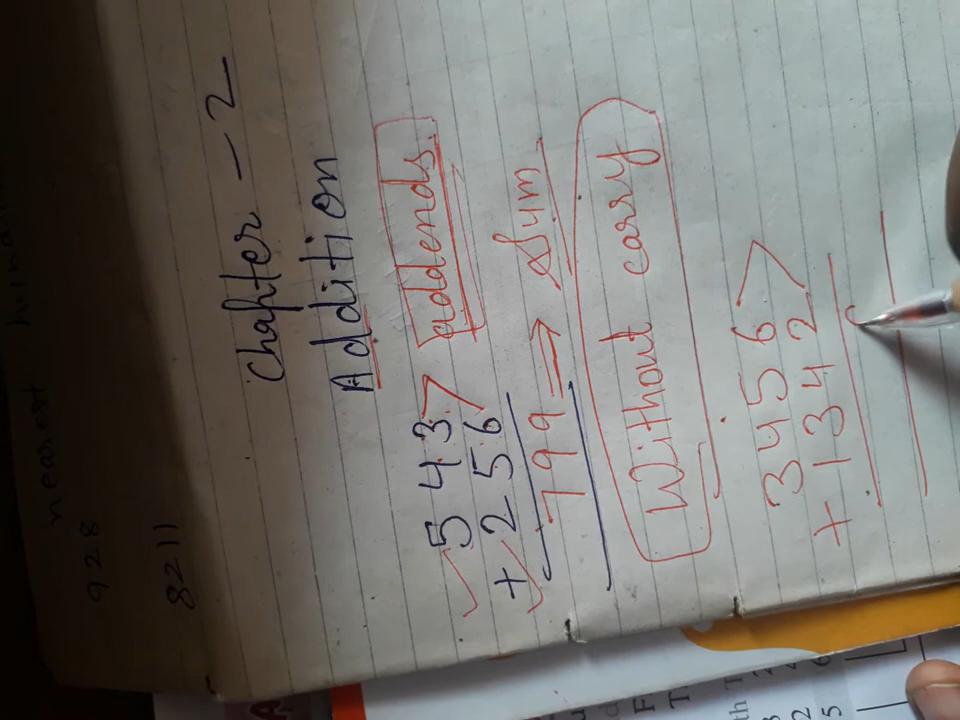 nearest
928
8211
Chapter - 2
Addition
543 > addends
+ 256
799 ⇒ Sum
Without carry
3456 >
+ 1342